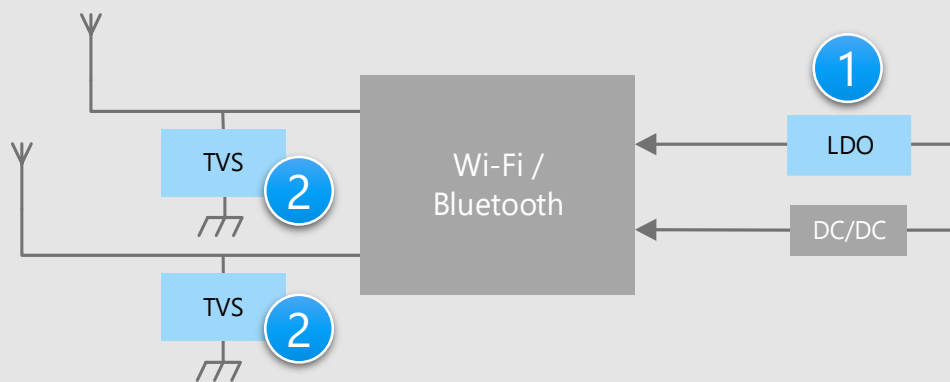 1
TVS
2
Wi-Fi /
Bluetooth
LDO
DC/DC
TVS
2